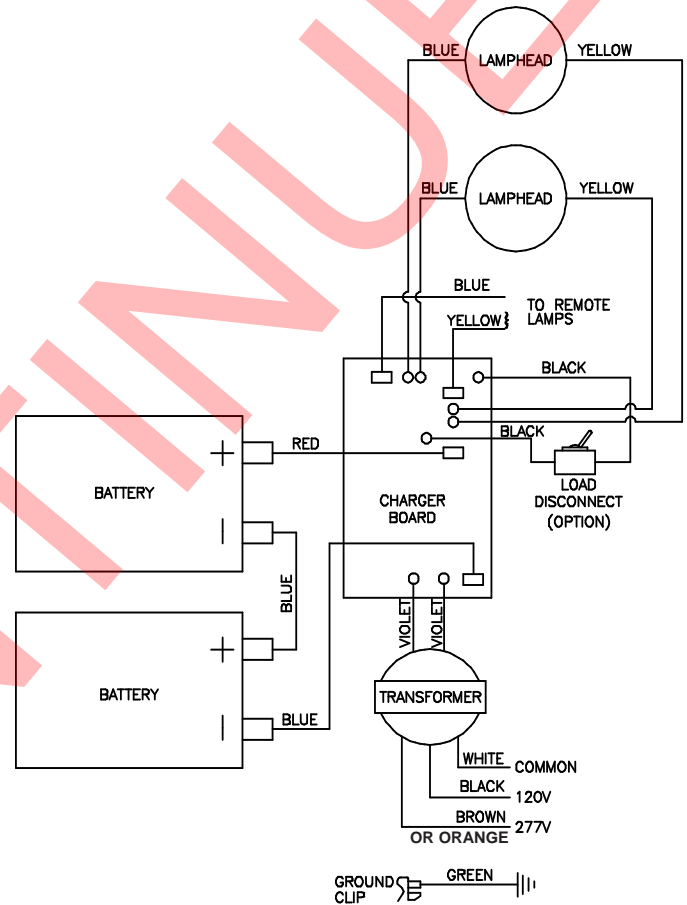 BLUE LAMPHEAD YELLOW
BLUE LAMPHEAD YELLOW
BLUE
TO REMOTE
LAMPS
YELLOW
BLACK
BLACK
LOAD
DISCONNECT
(OPTION)
RED
+
BATTERY
CHARGER
BOARD
BLUE
VIOLET
VIOLET
+
BATTERY
BLUE
TRANSFORMER
WHITE COMMON
BLACK 120V
BROWN 277V
OR ORANGE
GROUND
CLIP
GREEN
TINUE